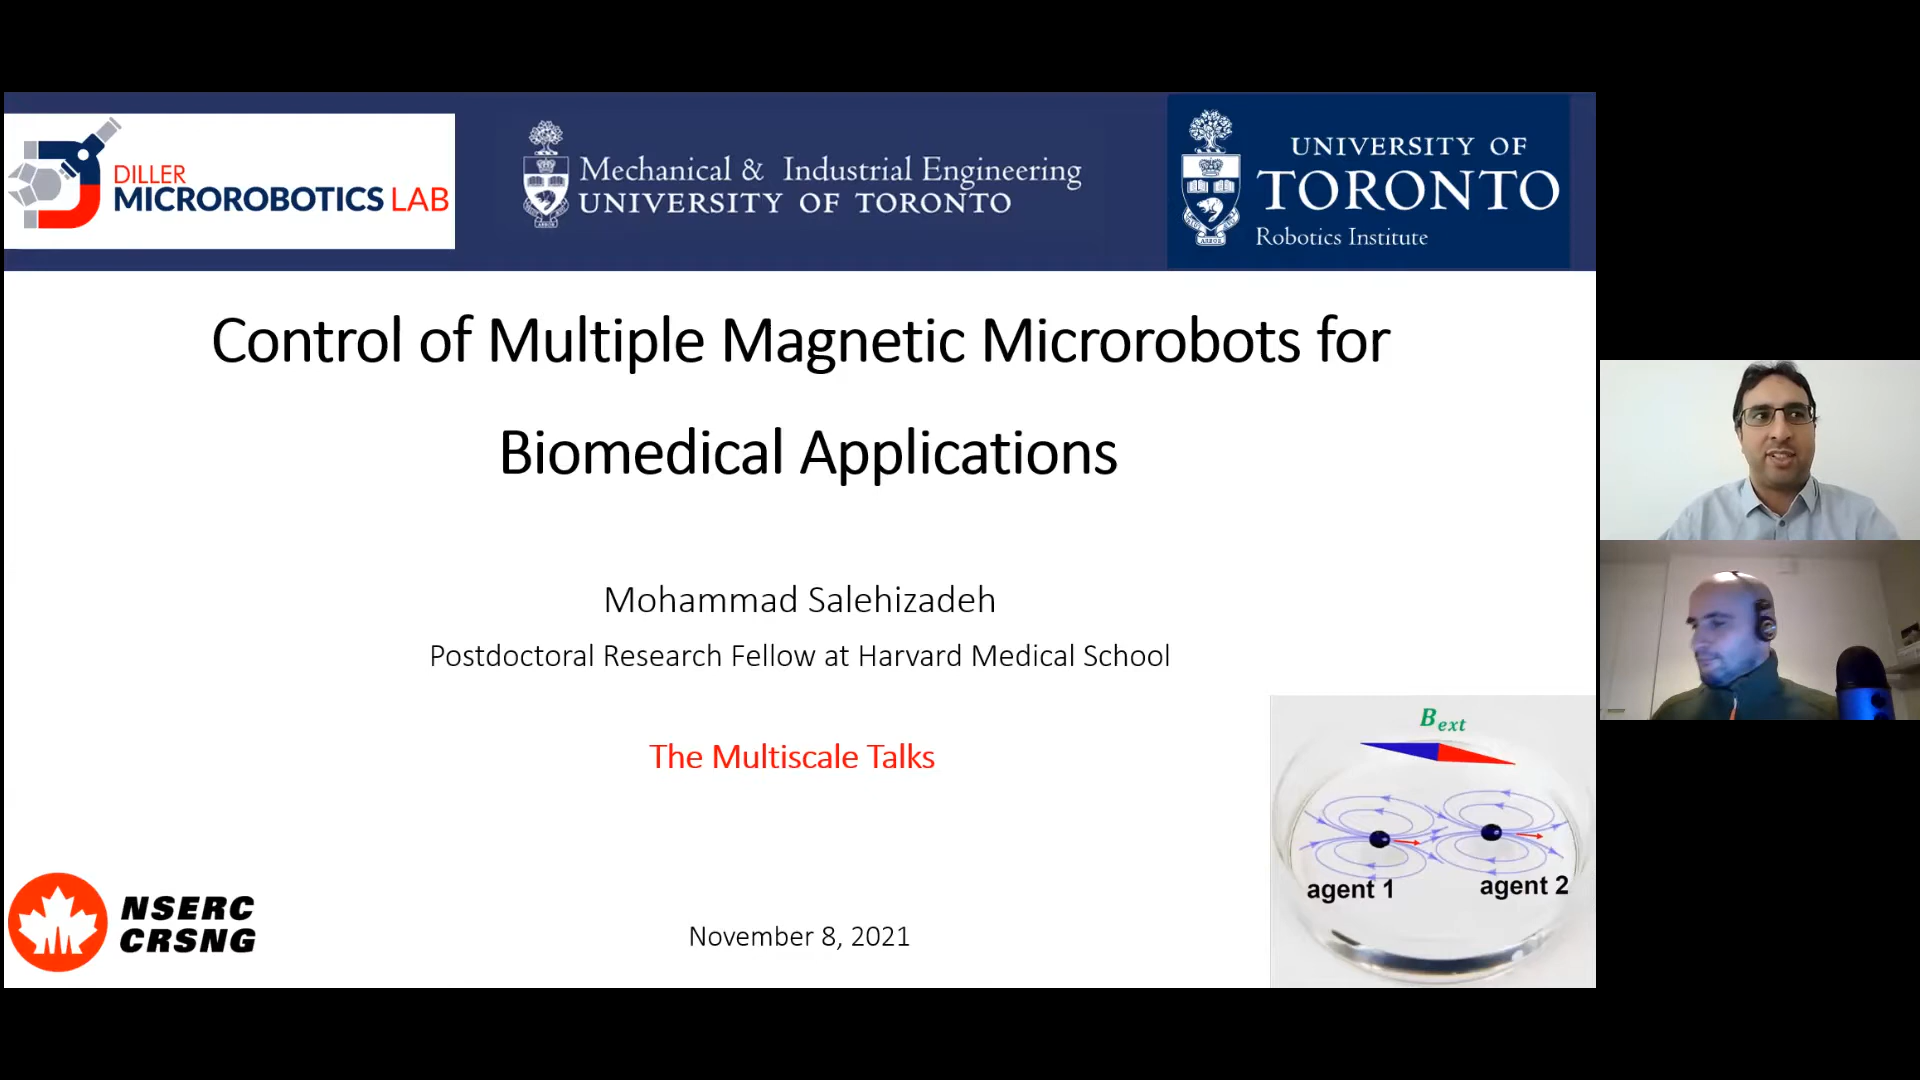 DILLER
MICROROBOTICS LAB
Mechanical & Industrial Engineering
UNIVERSITY OF TORONTO
UNIVERSITY OF
TORONTO
Robotics Institute
Control of Multiple Magnetic Microrobots for
Biomedical Applications
Mohammad Salehizadeh
Postdoctoral Research Fellow at Harvard Medical School
The Multiscale Talks
B_ext
agent 1
agent 2
NSERC
CRSNG
November 8, 2021